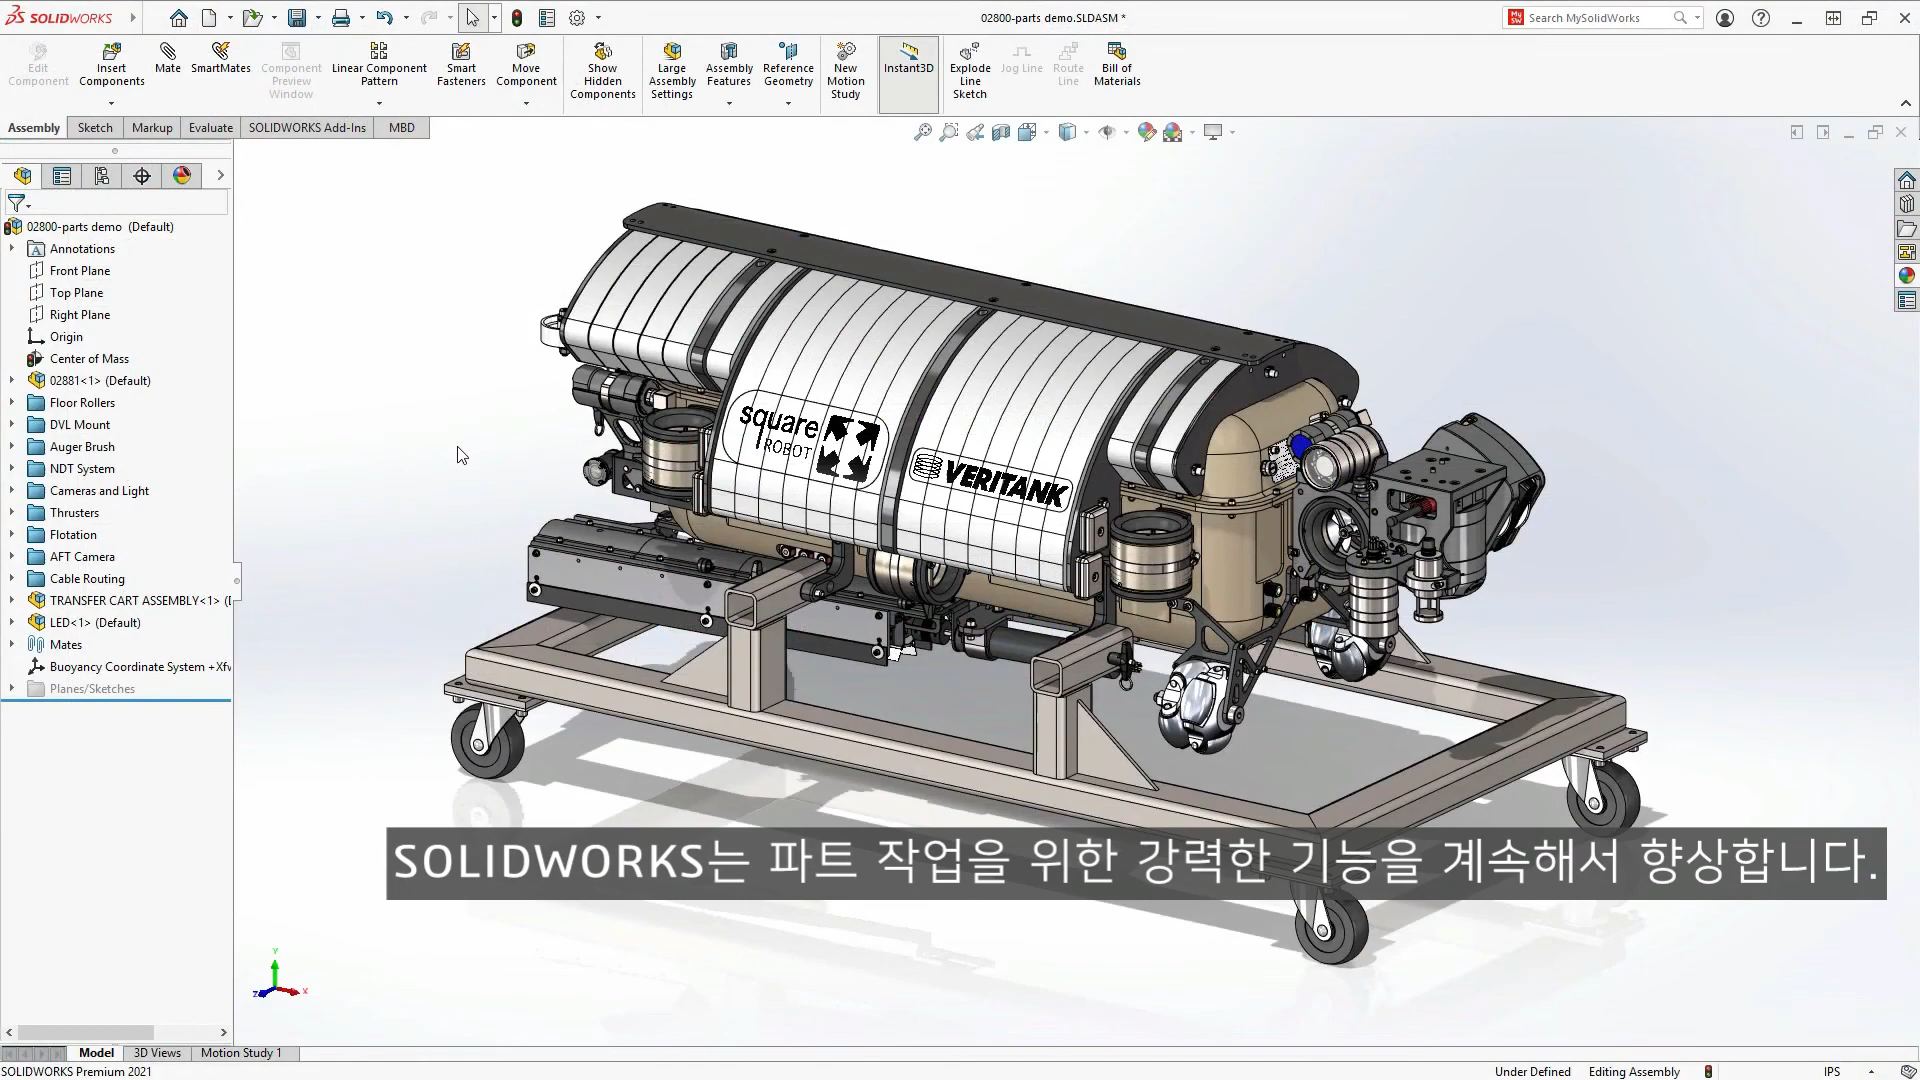 SOLIDWORKS
02800-parts demo.SLDASM *
Search MySolidWorks
Edit Component
Insert Components
Mate
SmartMates
Component Preview Window
Linear Component Pattern
Smart Fasteners
Move Component
Show Hidden Components
Large Assembly Settings
Assembly Features
Reference Geometry
New Motion Study
Instant3D
Explode Line Sketch
Jog Line
Route Line
Bill of Materials
Assembly
Sketch
Markup
Evaluate
SOLIDWORKS Add-Ins
MBD
02800-parts demo (Default)
Annotations
Front Plane
Top Plane
Right Plane
Origin
Center of Mass
02881<1> (Default)
Floor Rollers
DVL Mount
Auger Brush
NDT System
Cameras and Light
Thrusters
Flotation
AFT Camera
Cable Routing
TRANSFER CART ASSEMBLY<1>
LED<1> (Default)
Mates
Buoyancy Coordinate System
Planes/Sketches
square
ROBOT
VERITANK
SOLIDWORKS는 파트 작업을 위한 강력한 기능을 계속해서 향상합니다.
Y
Z
X
Model
3D Views
Motion Study 1
SOLIDWORKS Premium 2021
Under Defined
Editing Assembly
IPS